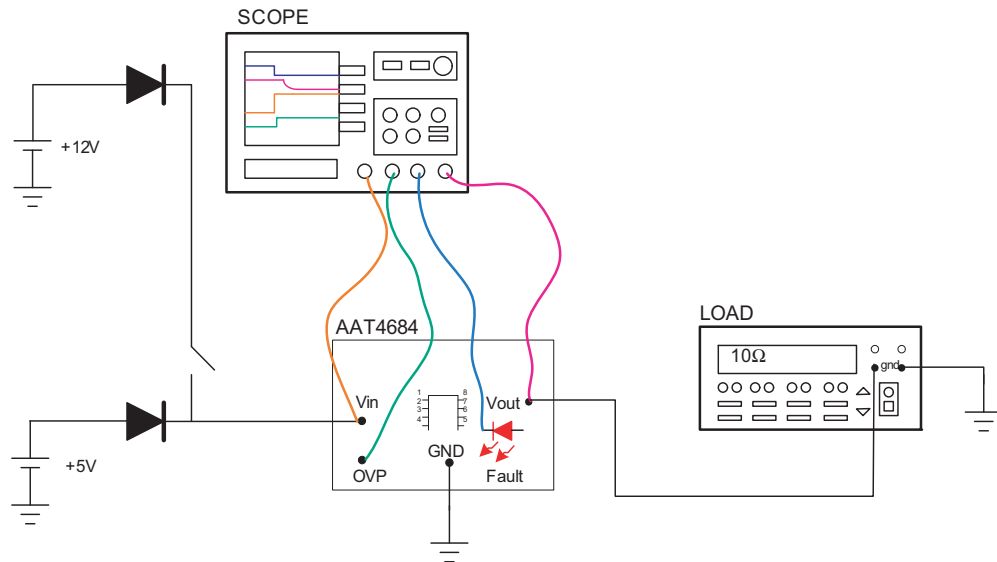 SCOPE
+12V
AAT4684
LOAD
10Ω
gnd
Vin
1
2
3
4
8
7
6
5
Vout
OVP
GND
Fault
+5V